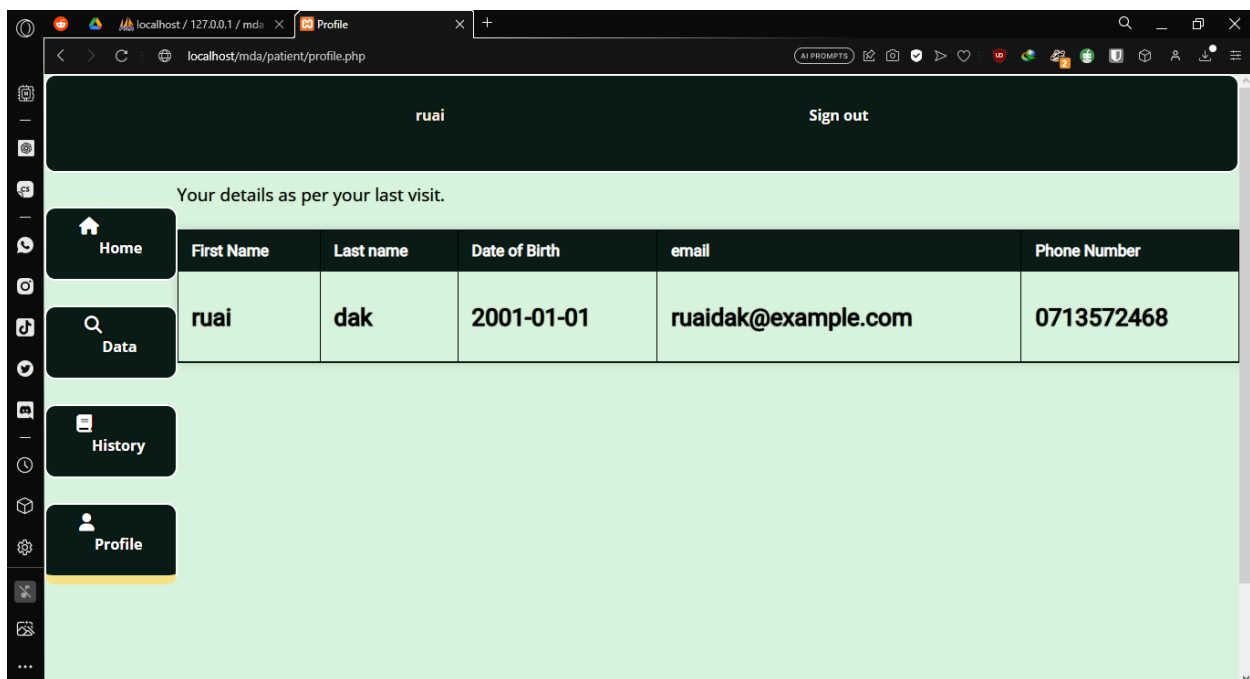 localhost / 127.0.0.1 / mda
Profile
localhost/mda/patient/profile.php
AI PROMPTS
2
ruai Sign out
Your details as per your last visit.
Home
Data
History
Profile
First Name Last name Date of Birth email Phone Number
ruai dak 2001-01-01 ruaidak@example.com 0713572468